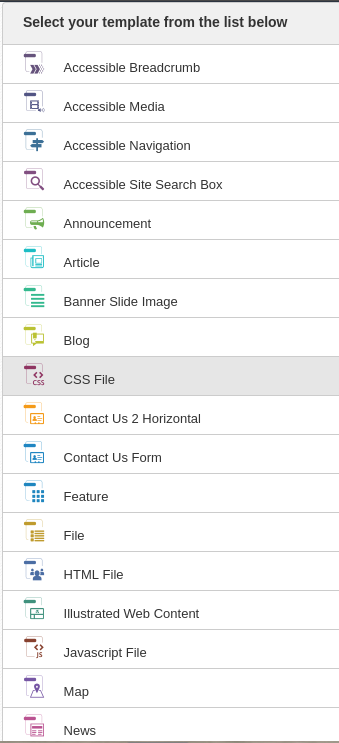 Select your template from the list below
Accessible Breadcrumb
Accessible Media
Accessible Navigation
Accessible Site Search Box
Announcement
Article
Banner Slide Image
Blog
CSS
CSS File
Contact Us 2 Horizontal
Contact Us Form
Feature
File
HTML File
Illustrated Web Content
JS
Javascript File
Map
News